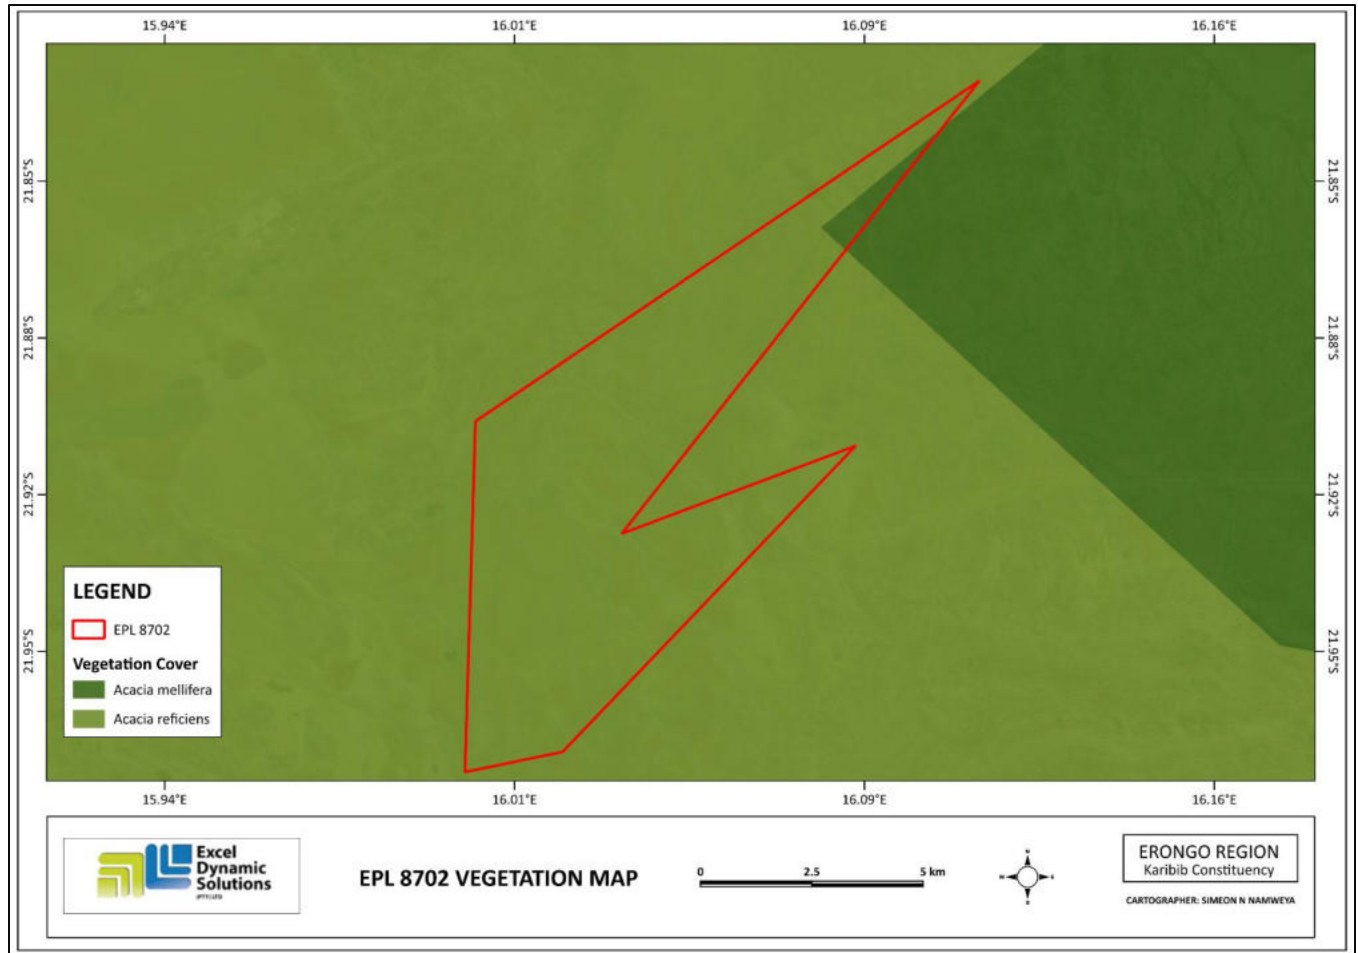 15.94°E 16.01°E 16.09°E 16.16°E
21.85°S 21.85°S
21.88°S 21.88°S
21.92°S 21.92°S
21.95°S 21.95°S
LEGEND
EPL 8702
Vegetation Cover
Acacia mellifera
Acacia reficiens
15.94°E 16.01°E 16.09°E 16.16°E
Excel
Dynamic
Solutions
(PTY) LTD
EPL 8702 VEGETATION MAP
0 2.5 5 km
N
E
S
ERONGO REGION
Karibib Constituency
CARTOGRAPHER: SIMEON N NAMWEYA